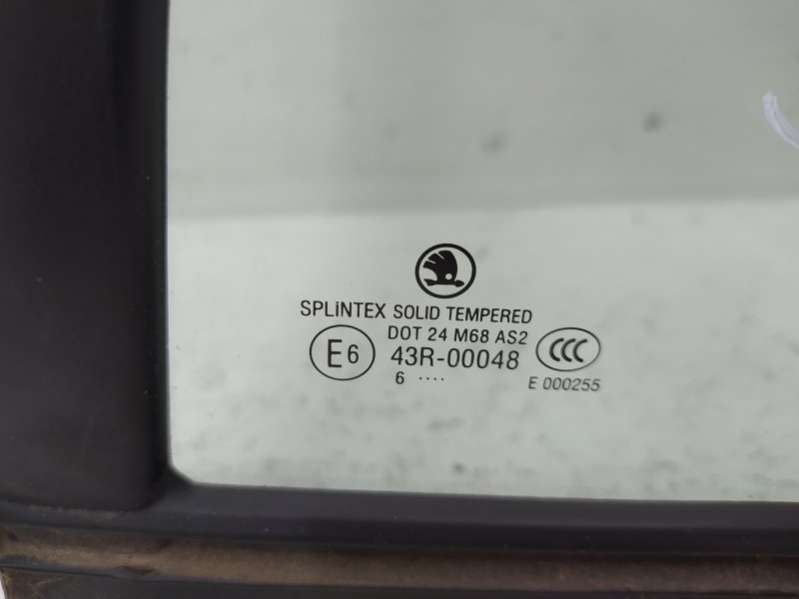 SPLiNTEX SOLID TEMPERED
DOT 24 M68 AS2
E6 43R-00048 CCC
6 ····
E 000255